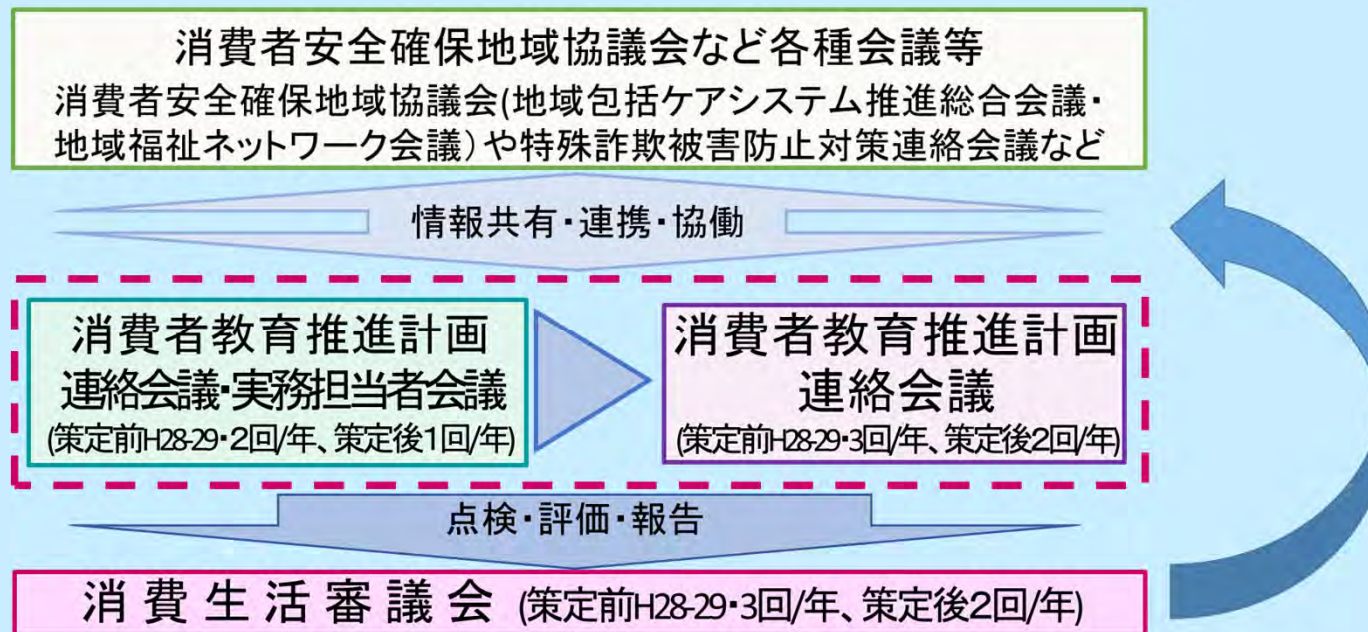 消費者安全確保地域協議会など各種会議等
消費者安全確保地域協議会(地域包括ケアシステム推進総合会議・
地域福祉ネットワーク会議)や特殊詐欺被害防止対策連絡会議など
情報共有・連携・協働
消費者教育推進計画
連絡会議・実務担当者会議
(策定前H28-29・2回/年、策定後1回/年)
消費者教育推進計画
連絡会議
(策定前H28-29・3回/年、策定後2回/年)
点検・評価・報告
消費生活審議会 (策定前H28-29・3回/年、策定後2回/年)